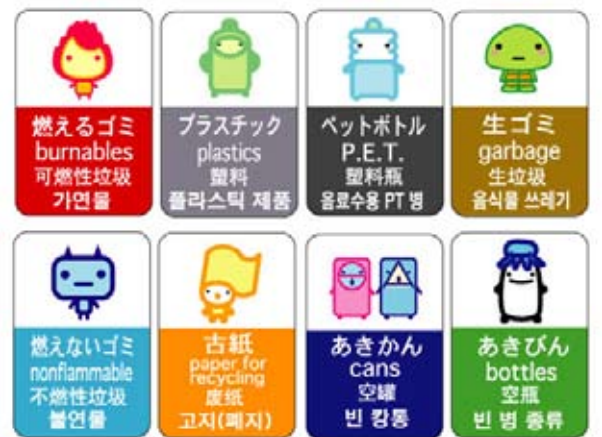 燃えるゴミ
burnables
可燃性垃圾
가연물
プラスチック
plastics
塑料
플라스틱 제품
ペットボトル
P.E.T.
塑料瓶
음료수용 PT 병
生ゴミ
garbage
生垃圾
음식물 쓰레기
燃えないゴミ
nonflammable
不燃性垃圾
불연물
古紙
paper for
recycling
废纸
고지(폐지)
あきかん
cans
空罐
빈 캉통
あきびん
bottles
空瓶
빈 병 종류